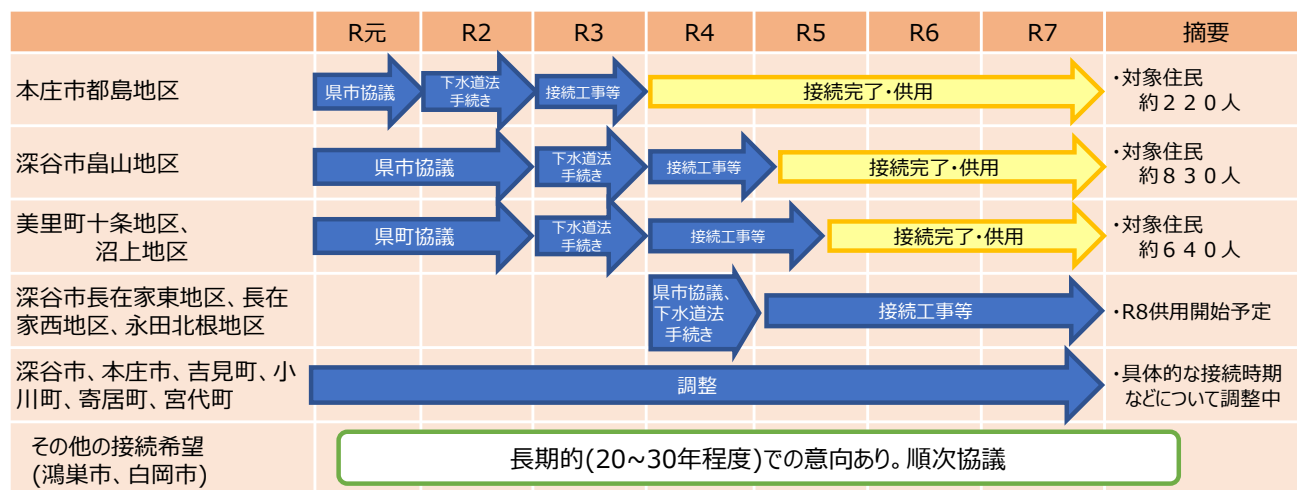 R元 R2 R3 R4 R5 R6 R7 摘要
本庄市都島地区
県市協議
下水道法
手続き
接続工事等
接続完了・供用
・対象住民
約２２０人
深谷市畠山地区
県市協議
下水道法
手続き
接続工事等
接続完了・供用
・対象住民
約８３０人
美里町十条地区、
沼上地区
県町協議
下水道法
手続き
接続工事等
接続完了・供用
・対象住民
約６４０人
深谷市長在家東地区、長在
家西地区、永田北根地区
県市協議、
下水道法
手続き
接続工事等
・R8供用開始予定
深谷市、本庄市、吉見町、小
川町、寄居町、宮代町
調整
・具体的な接続時期
などについて調整中
その他の接続希望
(鴻巣市、白岡市)
長期的(20~30年程度)での意向あり。順次協議